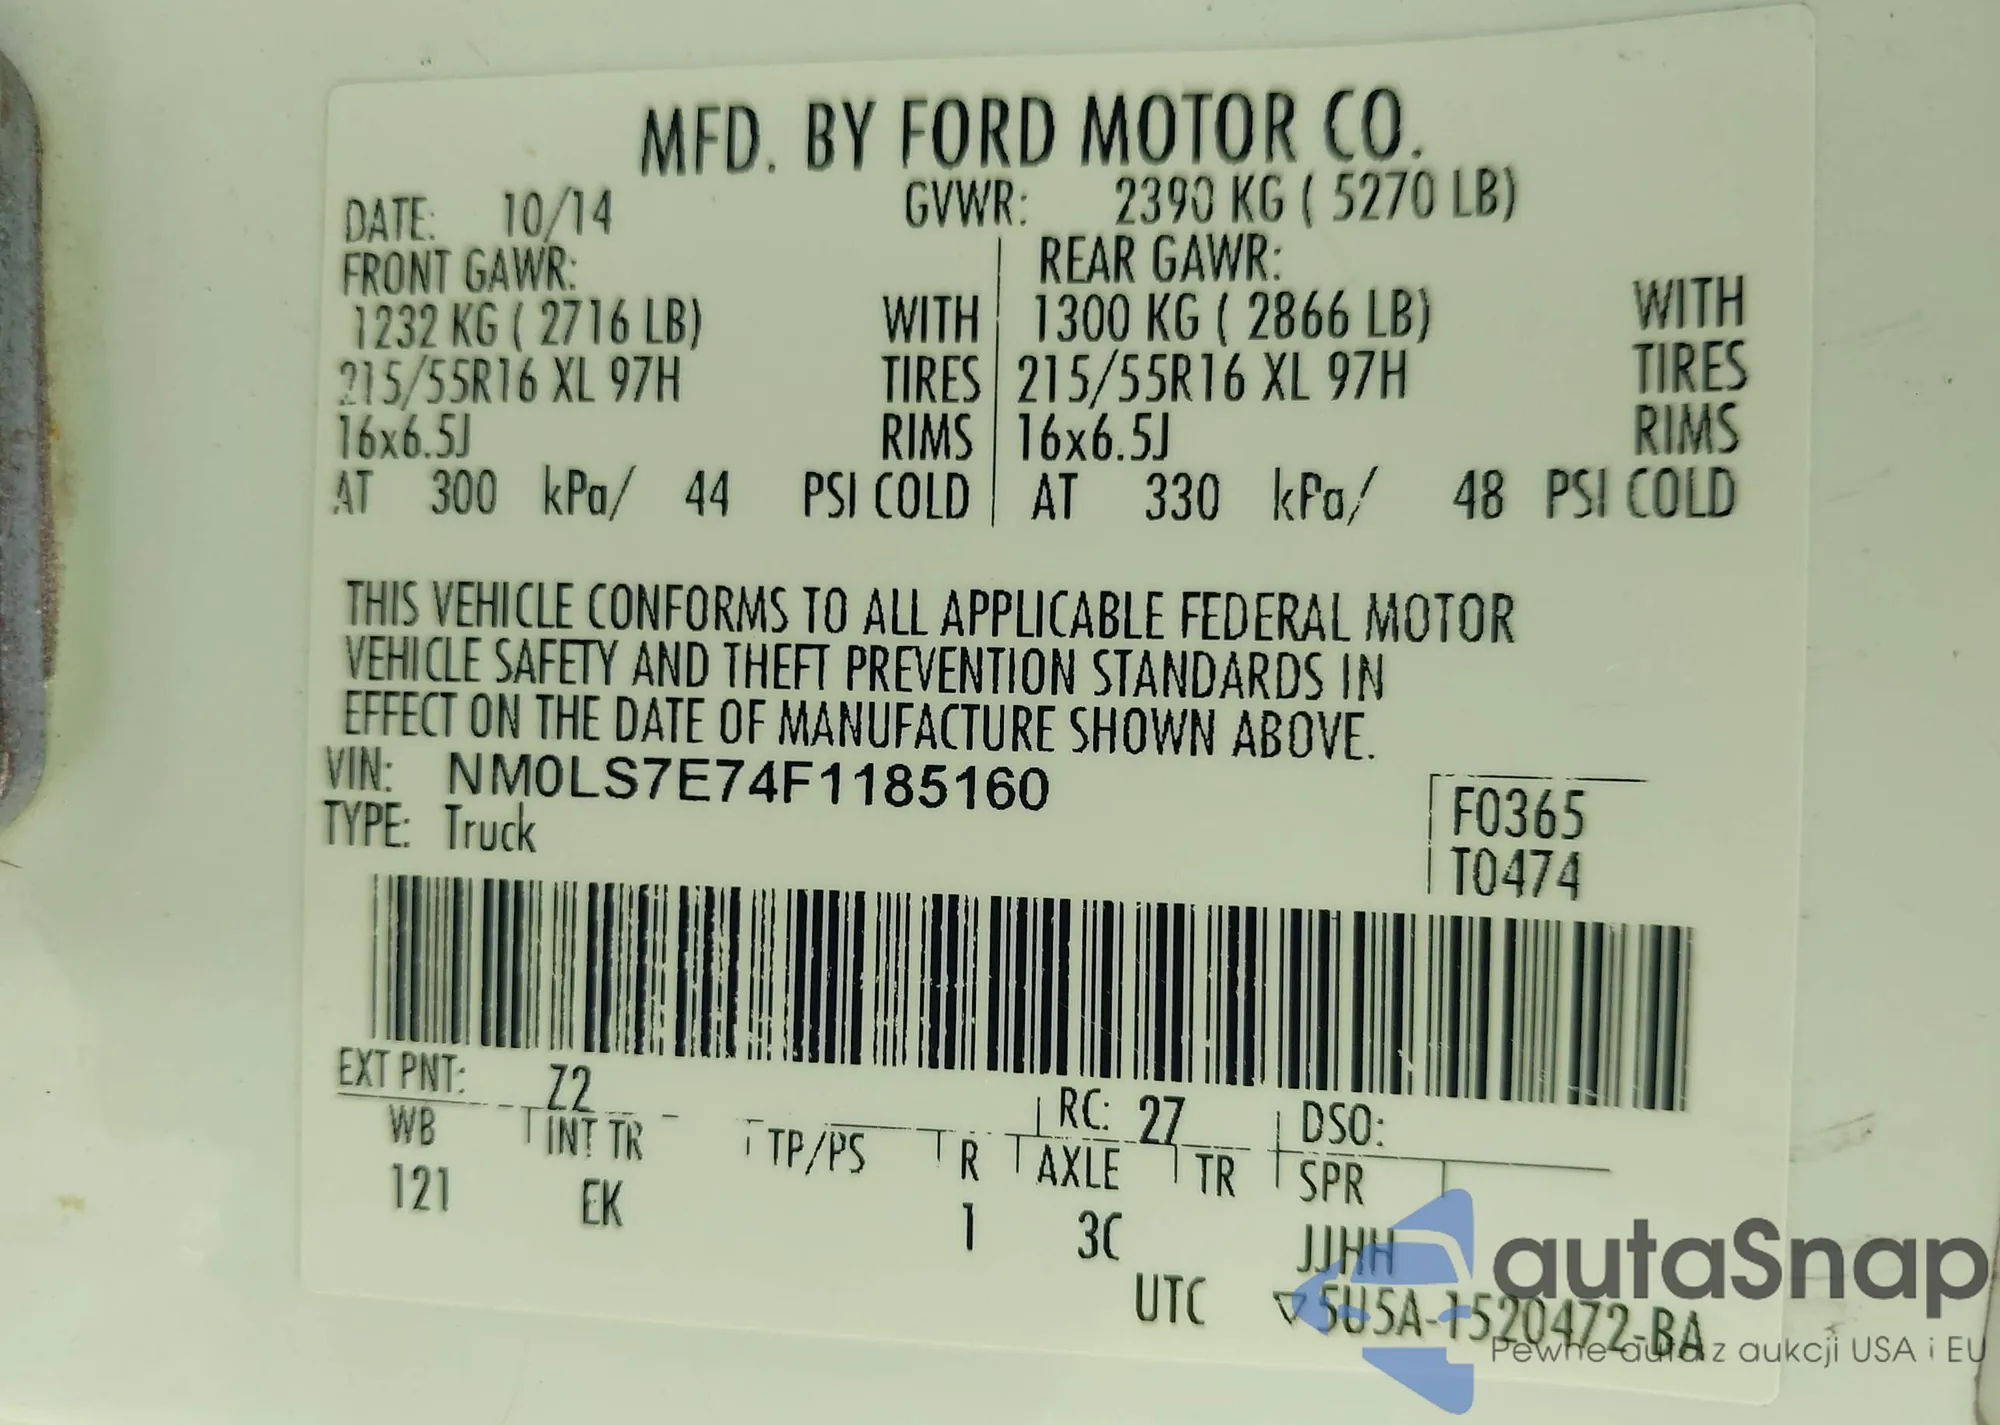 MFD. BY FORD MOTOR CO.
DATE: 10/14 GVWR: 2390 KG ( 5270 LB)
FRONT GAWR: REAR GAWR:
1232 KG ( 2716 LB) WITH 1300 KG ( 2866 LB) WITH
215/55R16 XL 97H TIRES 215/55R16 XL 97H TIRES
16x6.5J RIMS 16x6.5J RIMS
AT 300 kPa/ 44 PSI COLD AT 330 kPa/ 48 PSI COLD
THIS VEHICLE CONFORMS TO ALL APPLICABLE FEDERAL MOTOR
VEHICLE SAFETY AND THEFT PREVENTION STANDARDS IN
EFFECT ON THE DATE OF MANUFACTURE SHOWN ABOVE.
VIN: NM0LS7E74F1185160
TYPE: Truck
F0365
T0474
EXT PNT: Z2 RC: 27 DSO:
WB INT TR TP/PS R AXLE TR SPR
121 EK 1 3C JJHH
UTC ▽ 5U5A-1520472-BA
autaSnap
Pewne auta z aukcji USA i EU